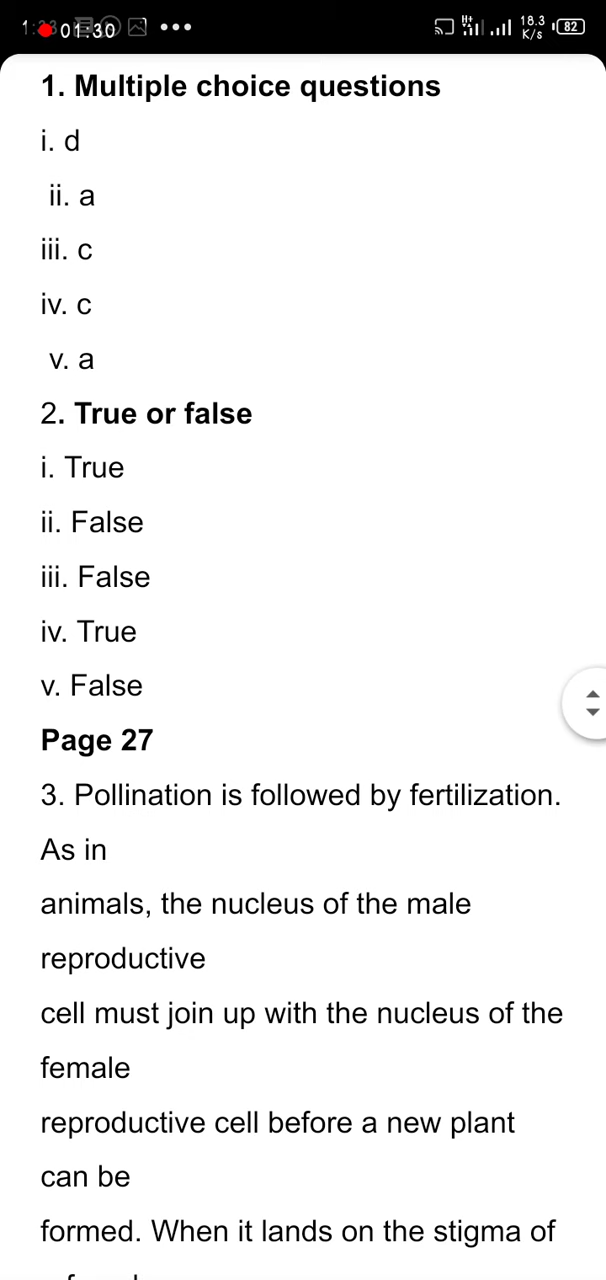 01:30
18.3
K/s
82
1. Multiple choice questions
i. d
ii. a
iii. c
iv. c
v. a
2. True or false
i. True
ii. False
iii. False
iv. True
v. False
Page 27
3. Pollination is followed by fertilization.
As in
animals, the nucleus of the male
reproductive
cell must join up with the nucleus of the
female
reproductive cell before a new plant
can be
formed. When it lands on the stigma of